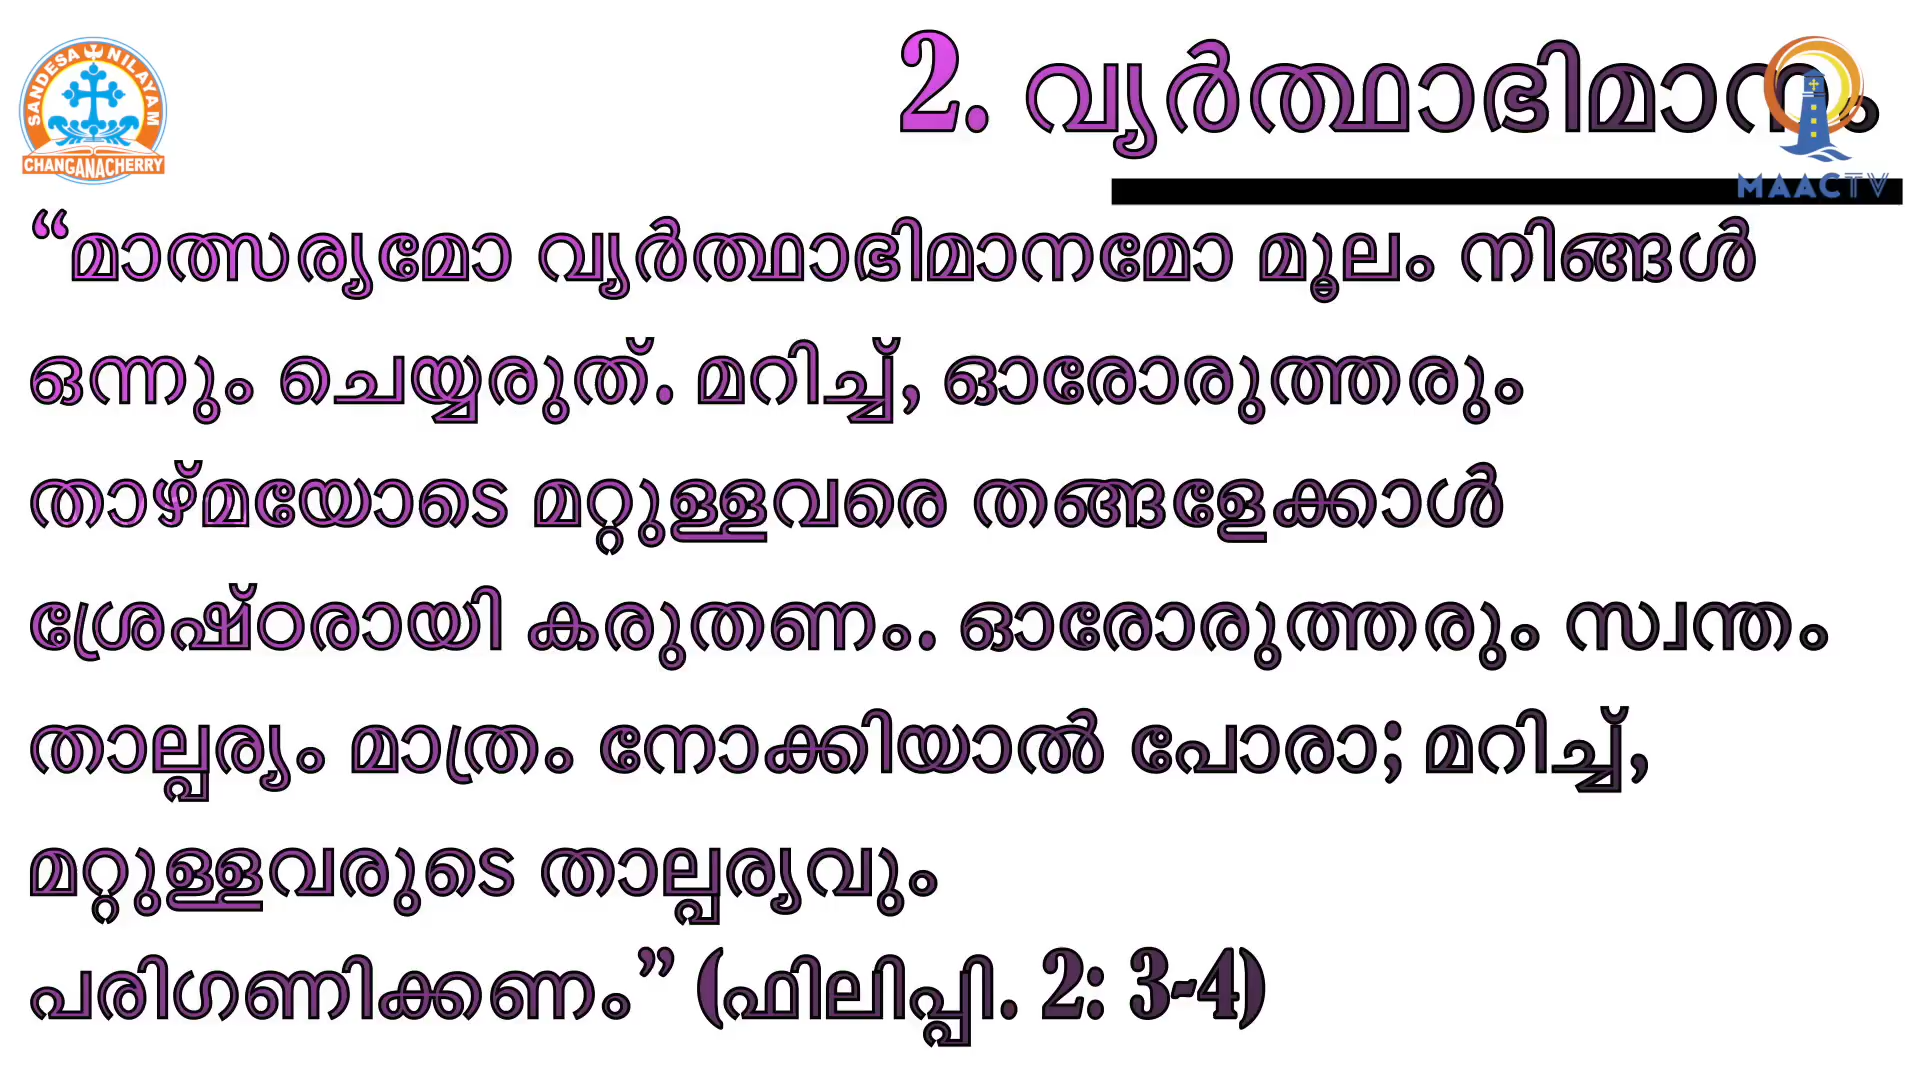 SANDESA NILAYAM
CHANGANACHERRY
2. വ്യർത്ഥാഭിമാനം
MAACTV
“മാത്സര്യമോ വ്യർത്ഥാഭിമാനമോ മൂലം നിങ്ങൾ
ഒന്നും ചെയ്യരുത്. മറിച്ച്, ഓരോരുത്തരും
താഴ്മയോടെ മറ്റുള്ളവരെ തങ്ങളേക്കാൾ
ശ്രേഷ്ഠരായി കരുതണം. ഓരോരുത്തരും സ്വന്തം
താല്പര്യം മാത്രം നോക്കിയാൽ പോരാ; മറിച്ച്,
മറ്റുള്ളവരുടെ താല്പര്യവും
പരിഗണിക്കണം.” (ഫിലിപ്പി. 2: 3-4)